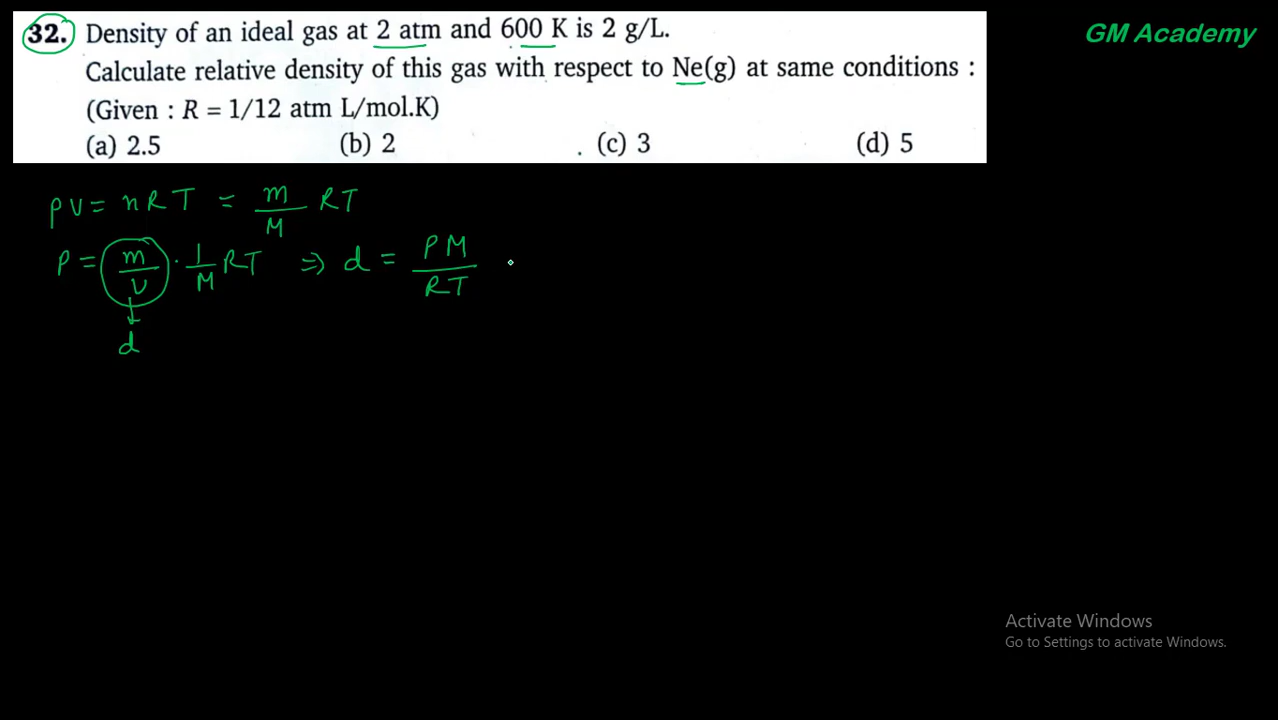 32. Density of an ideal gas at 2 atm and 600 K is 2 g/L.
GM Academy
Calculate relative density of this gas with respect to Ne(g) at same conditions :
(Given : R = 1/12 atm L/mol.K)
(a) 2.5 (b) 2 (c) 3 (d) 5
PV = nRT = m/M RT
P = m/V · 1/M RT ⇒ d = PM/RT
d
Activate Windows
Go to Settings to activate Windows.